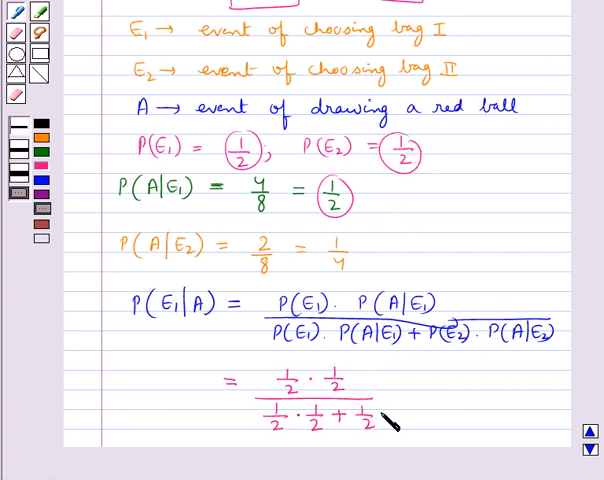 E₁ → event of choosing bag I
E₂ → event of choosing bag II
A → event of drawing a red ball
P(E₁) = 1/2 ; P(E₂) = 1/2
P(A|E₁) = 4/8 = 1/2
P(A|E₂) = 2/8 = 1/4
P(E₁|A) = P(E₁) . P(A|E₁) / P(E₁) . P(A|E₁) + P(E₂) . P(A|E₂)
= 1/2 . 1/2 / 1/2 . 1/2 + 1/2